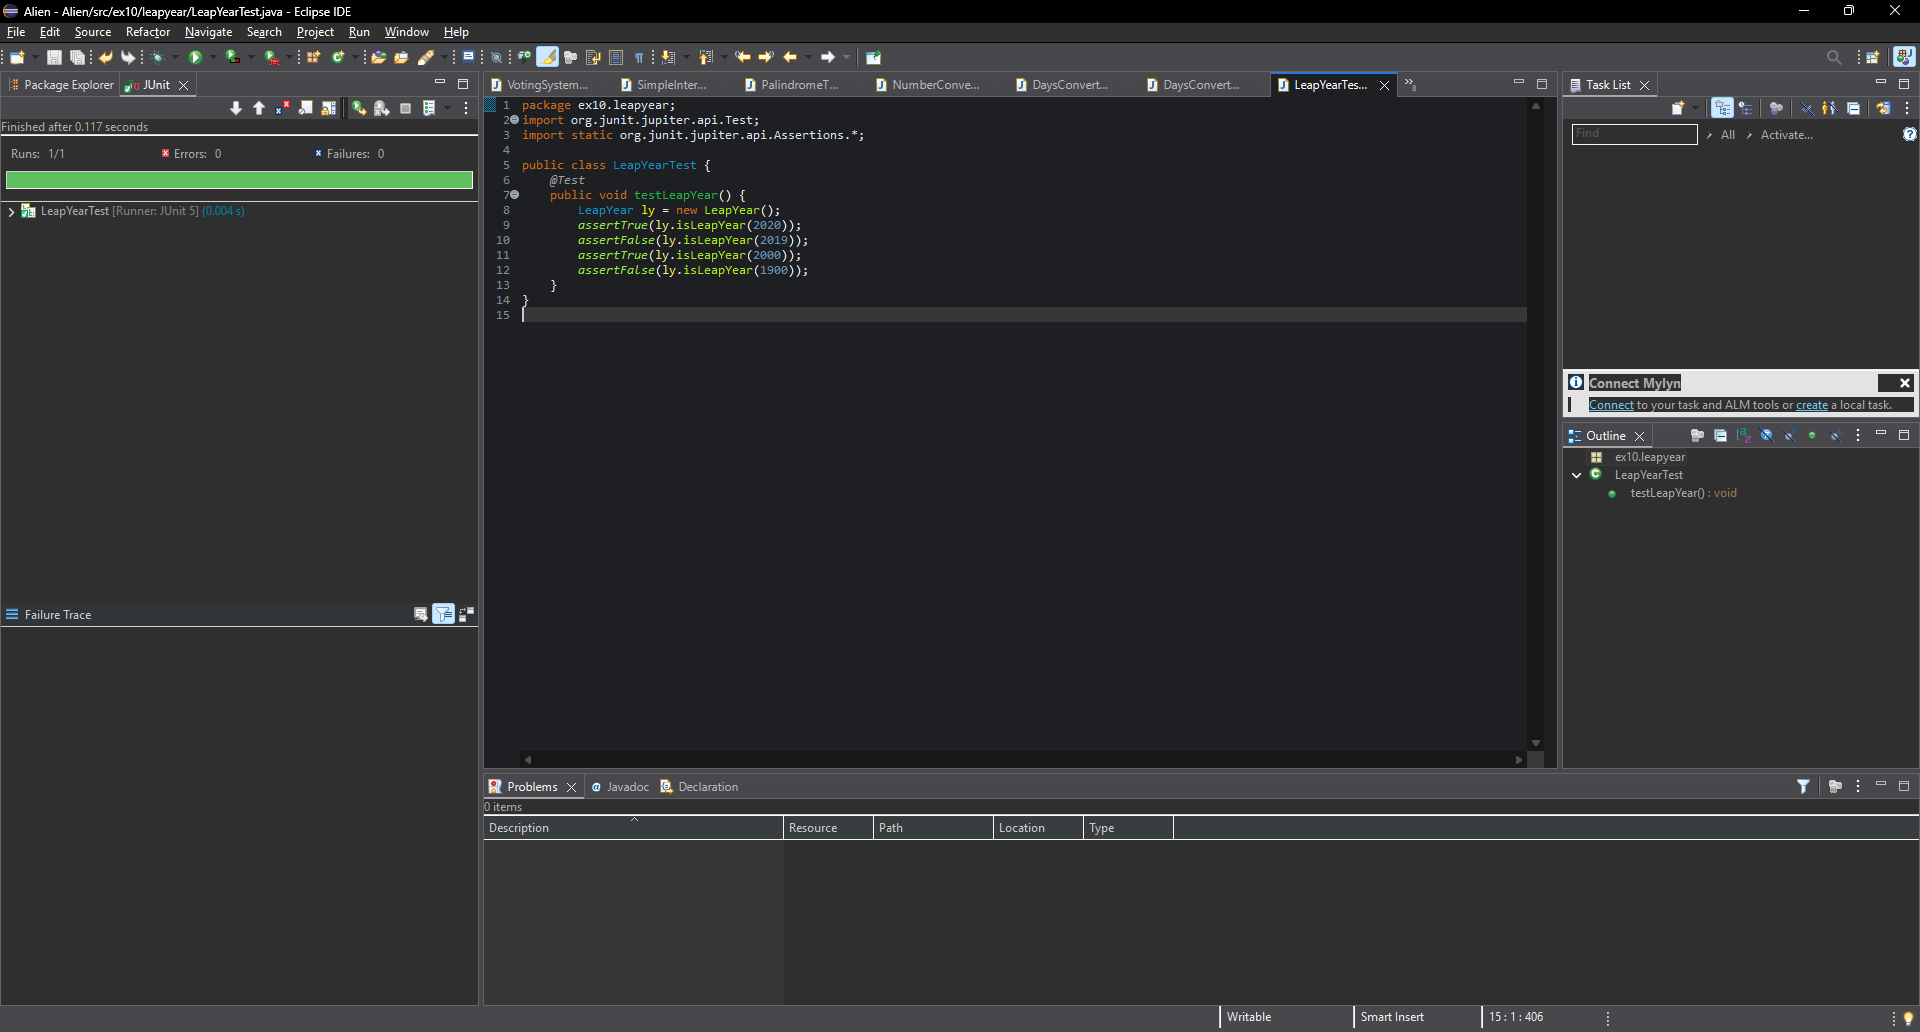 Alien - Alien/src/ex10/leapyear/LeapYearTest.java - Eclipse IDE
File Edit Source Refactor Navigate Search Project Run Window Help
Package Explorer JUnit
Finished after 0.117 seconds
Runs: 1/1 Errors: 0 Failures: 0
LeapYearTest [Runner: JUnit 5] (0.004 s)
Failure Trace
VotingSystem... SimpleInter... PalindromeT... NumberConve... DaysConvert... DaysConvert... LeapYearTes... »8
1 package ex10.leapyear;
2 import org.junit.jupiter.api.Test;
3 import static org.junit.jupiter.api.Assertions.*;
4
5 public class LeapYearTest {
6 @Test
7 public void testLeapYear() {
8 LeapYear ly = new LeapYear();
9 assertTrue(ly.isLeapYear(2020));
10 assertFalse(ly.isLeapYear(2019));
11 assertTrue(ly.isLeapYear(2000));
12 assertFalse(ly.isLeapYear(1900));
13 }
14 }
15
Task List
Find All Activate...
Connect Mylyn
Connect to your task and ALM tools or create a local task.
Outline
ex10.leapyear
LeapYearTest
testLeapYear() : void
Problems Javadoc Declaration
0 items
Description Resource Path Location Type
Writable Smart Insert 15 : 1 : 406